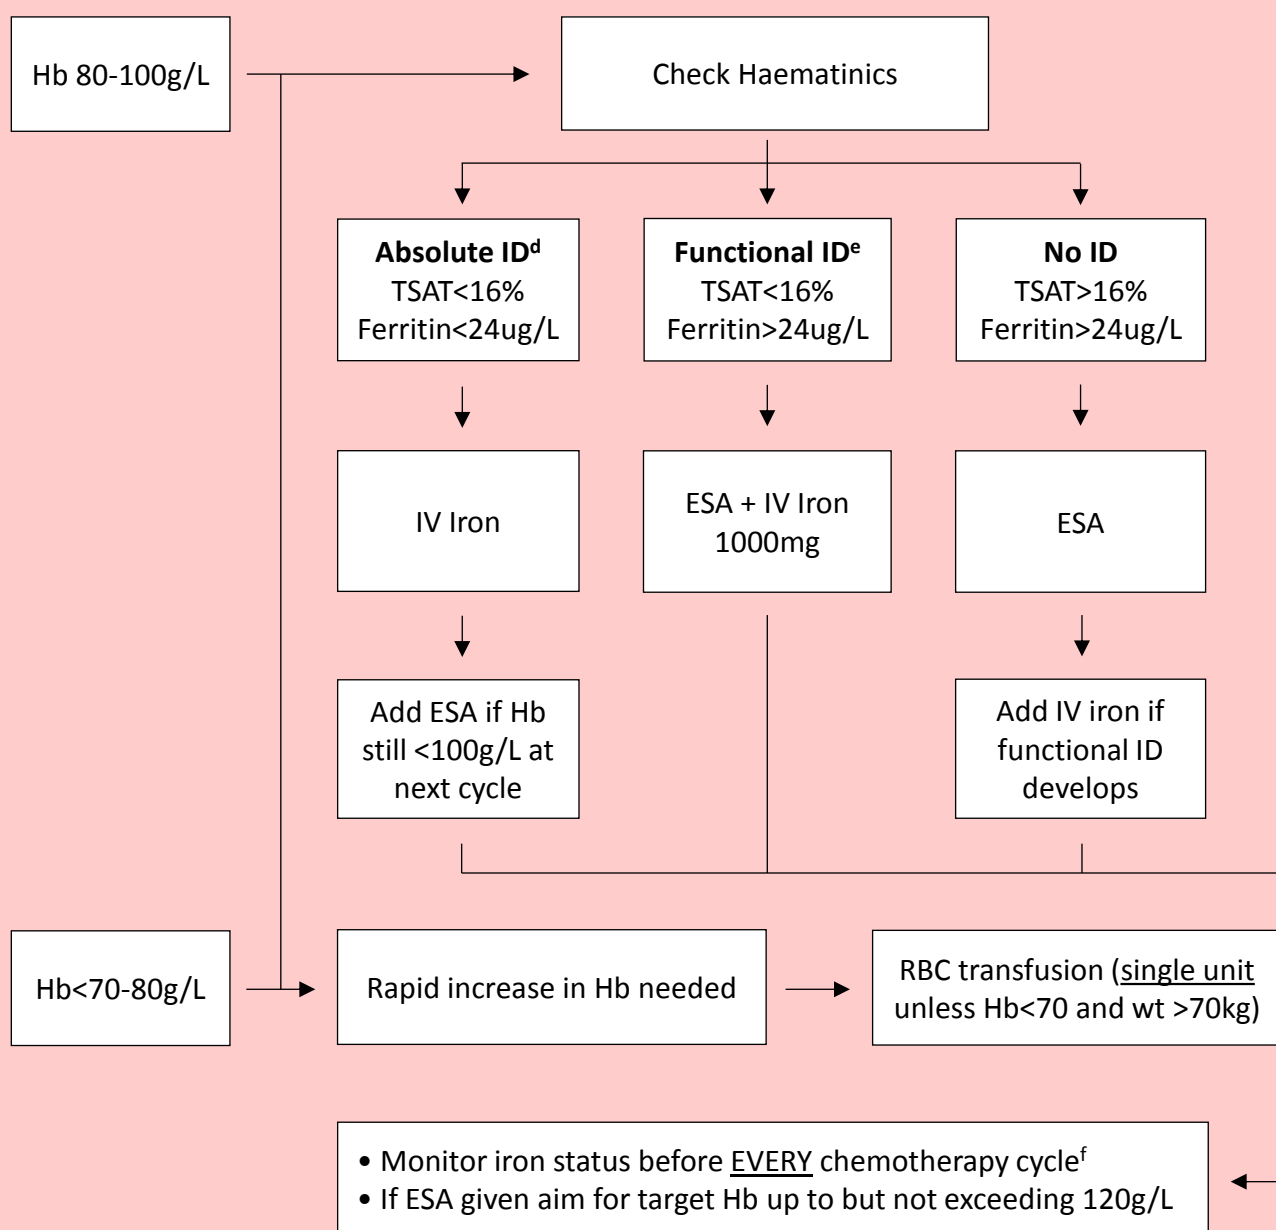 Hb 80-100g/L
Check Haematinics
Absolute IDᵈ
TSAT<16%
Ferritin<24ug/L
Functional IDᵉ
TSAT<16%
Ferritin>24ug/L
No ID
TSAT>16%
Ferritin>24ug/L
IV Iron
ESA + IV Iron
1000mg
ESA
Add ESA if Hb
still <100g/L at
next cycle
Add IV iron if
functional ID
develops
Hb<70-80g/L
Rapid increase in Hb needed
RBC transfusion (single unit
unless Hb<70 and wt >70kg)
• Monitor iron status before EVERY chemotherapy cycleᶠ
• If ESA given aim for target Hb up to but not exceeding 120g/L